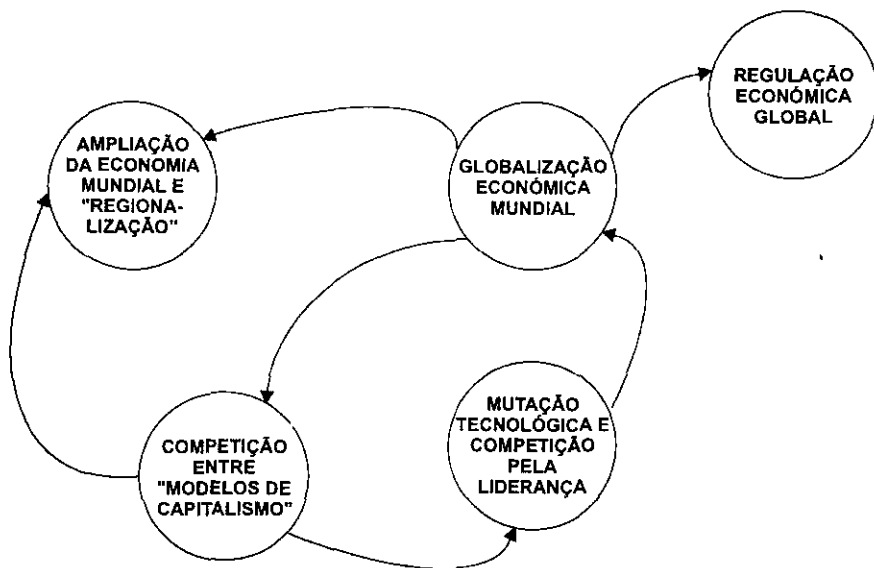 REGULAÇÃO
ECONÓMICA
GLOBAL
AMPLIAÇÃO
DA ECONOMIA
MUNDIAL E
"REGIONA-
LIZAÇÃO"
GLOBALIZAÇÃO
ECONÓMICA
MUNDIAL
MUTAÇÃO
TECNOLÓGICA E
COMPETIÇÃO
PELA
LIDERANÇA
COMPETIÇÃO
ENTRE
"MODELOS DE
CAPITALISMO"